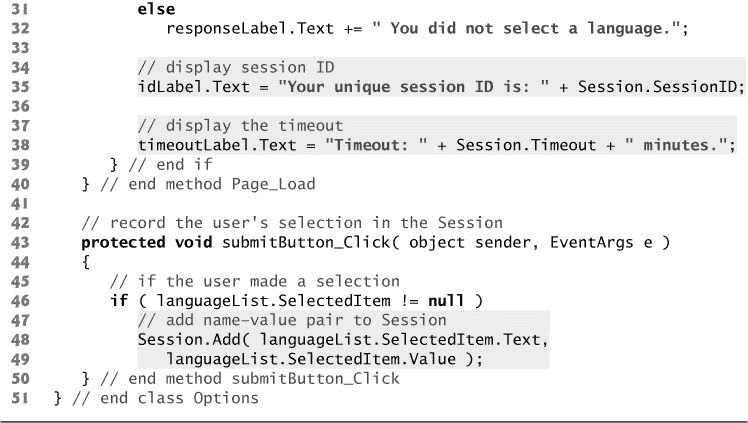 31 else
32 responseLabel.Text += " You did not select a language.";
33
34 // display session ID
35 idLabel.Text = "Your unique session ID is: " + Session.SessionID;
36
37 // display the timeout
38 timeoutLabel.Text = "Timeout: " + Session.Timeout + " minutes.";
39 } // end if
40 } // end method Page_Load
41
42 // record the user's selection in the Session
43 protected void submitButton_Click( object sender, EventArgs e )
44 {
45 // if the user made a selection
46 if ( languageList.SelectedItem != null )
47 // add name-value pair to Session
48 Session.Add( languageList.SelectedItem.Text,
49 languageList.SelectedItem.Value );
50 } // end method submitButton_Click
51 } // end class Options